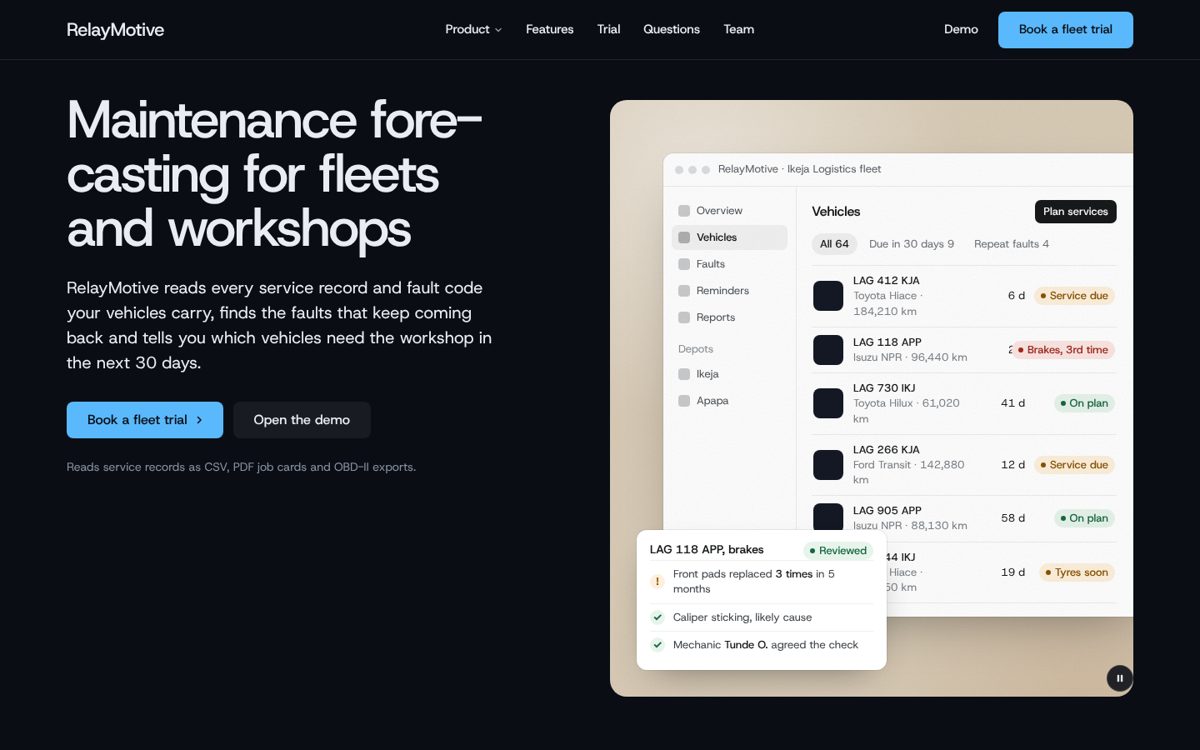 RelayMotive
Product
Features
Trial
Questions
Team
Demo
Book a fleet trial
Maintenance fore-
casting for fleets
and workshops
RelayMotive reads every service record and fault code
your vehicles carry, finds the faults that keep coming
back and tells you which vehicles need the workshop in
the next 30 days.
Book a fleet trial
Open the demo
Reads service records as CSV, PDF job cards and OBD-II exports.
RelayMotive · Ikeja Logistics fleet
Overview
Vehicles
Faults
Reminders
Reports
Depots
Ikeja
Apapa
Vehicles
Plan services
All 64
Due in 30 days 9
Repeat faults 4
LAG 412 KJA
Toyota Hiace ·
184,210 km
6 d
Service due
LAG 118 APP
Isuzu NPR · 96,440 km
Brakes, 3rd time
LAG 730 IKJ
Toyota Hilux · 61,020
km
41 d
On plan
LAG 266 KJA
Ford Transit · 142,880
km
12 d
Service due
LAG 905 APP
Isuzu NPR · 88,130 km
58 d
On plan
44 IKJ
Hiace ·
50 km
19 d
Tyres soon
LAG 118 APP, brakes
Reviewed
Front pads replaced 3 times in 5
months
Caliper sticking, likely cause
Mechanic Tunde O. agreed the check